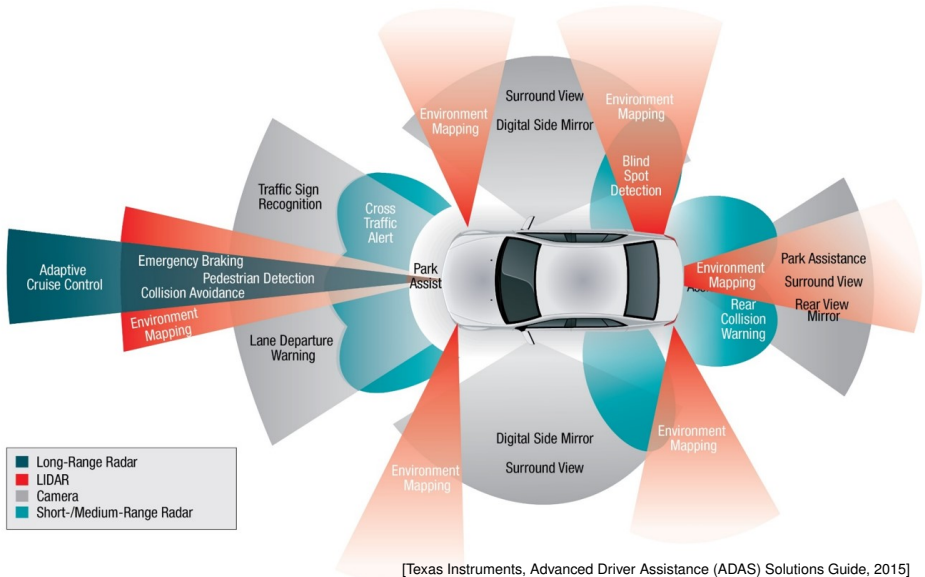 Environment
Mapping
Surround View
Digital Side Mirror
Environment
Mapping
Blind
Spot
Detection
Traffic Sign
Recognition
Cross
Traffic
Alert
Adaptive
Cruise Control
Emergency Braking
Pedestrian Detection
Collision Avoidance
Environment
Mapping
Park
Assist
Lane Departure
Warning
Environment
Mapping
Park Assistance
Surround View
Rear View
Mirror
Rear
Collision
Warning
Environment
Mapping
Digital Side Mirror
Surround View
Environment
Mapping
Long-Range Radar
LIDAR
Camera
Short-/Medium-Range Radar
[Texas Instruments, Advanced Driver Assistance (ADAS) Solutions Guide, 2015]